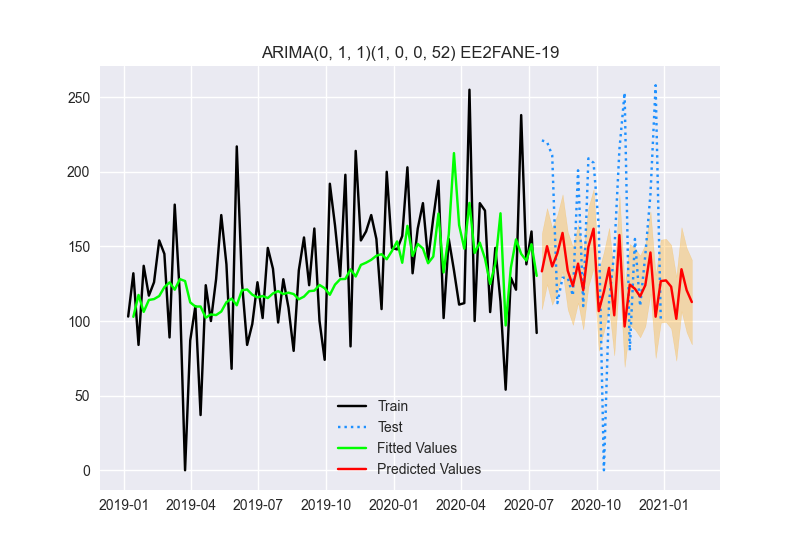 ARIMA(0, 1, 1)(1, 0, 0, 52) EE2FANE-19
250
200
150
100
50
0
Train
Test
Fitted Values
Predicted Values
2019-01 2019-04 2019-07 2019-10 2020-01 2020-04 2020-07 2020-10 2021-01